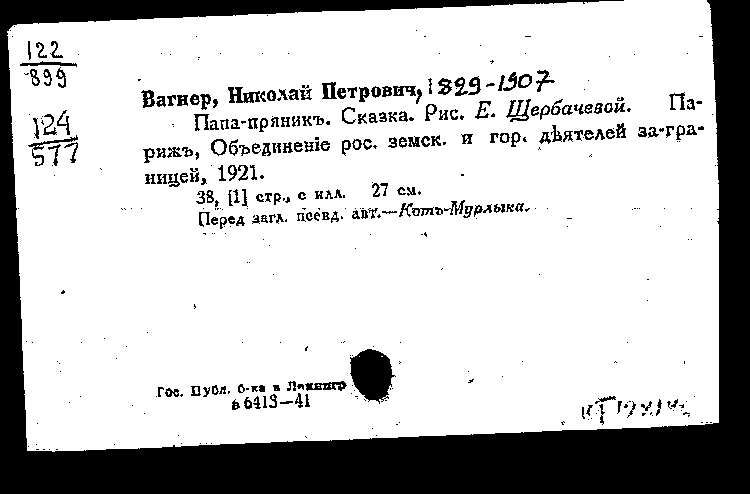 122
899
124
577
Вагнер, Николай Петрович, 1829-1907
Папа-пряникъ. Сказка. Рис. Е. Щербачевой. Па-
рижъ, Объединеніе рос. земск. и гор. дѣятелей за-гра-
ницей, 1921.
38, [1] стр., с илл. 27 см.
Перед загл. псевд. авт.—Котъ-Мурлыка.
Гос. Публ. б-ка в Ленингр
в 6413—41